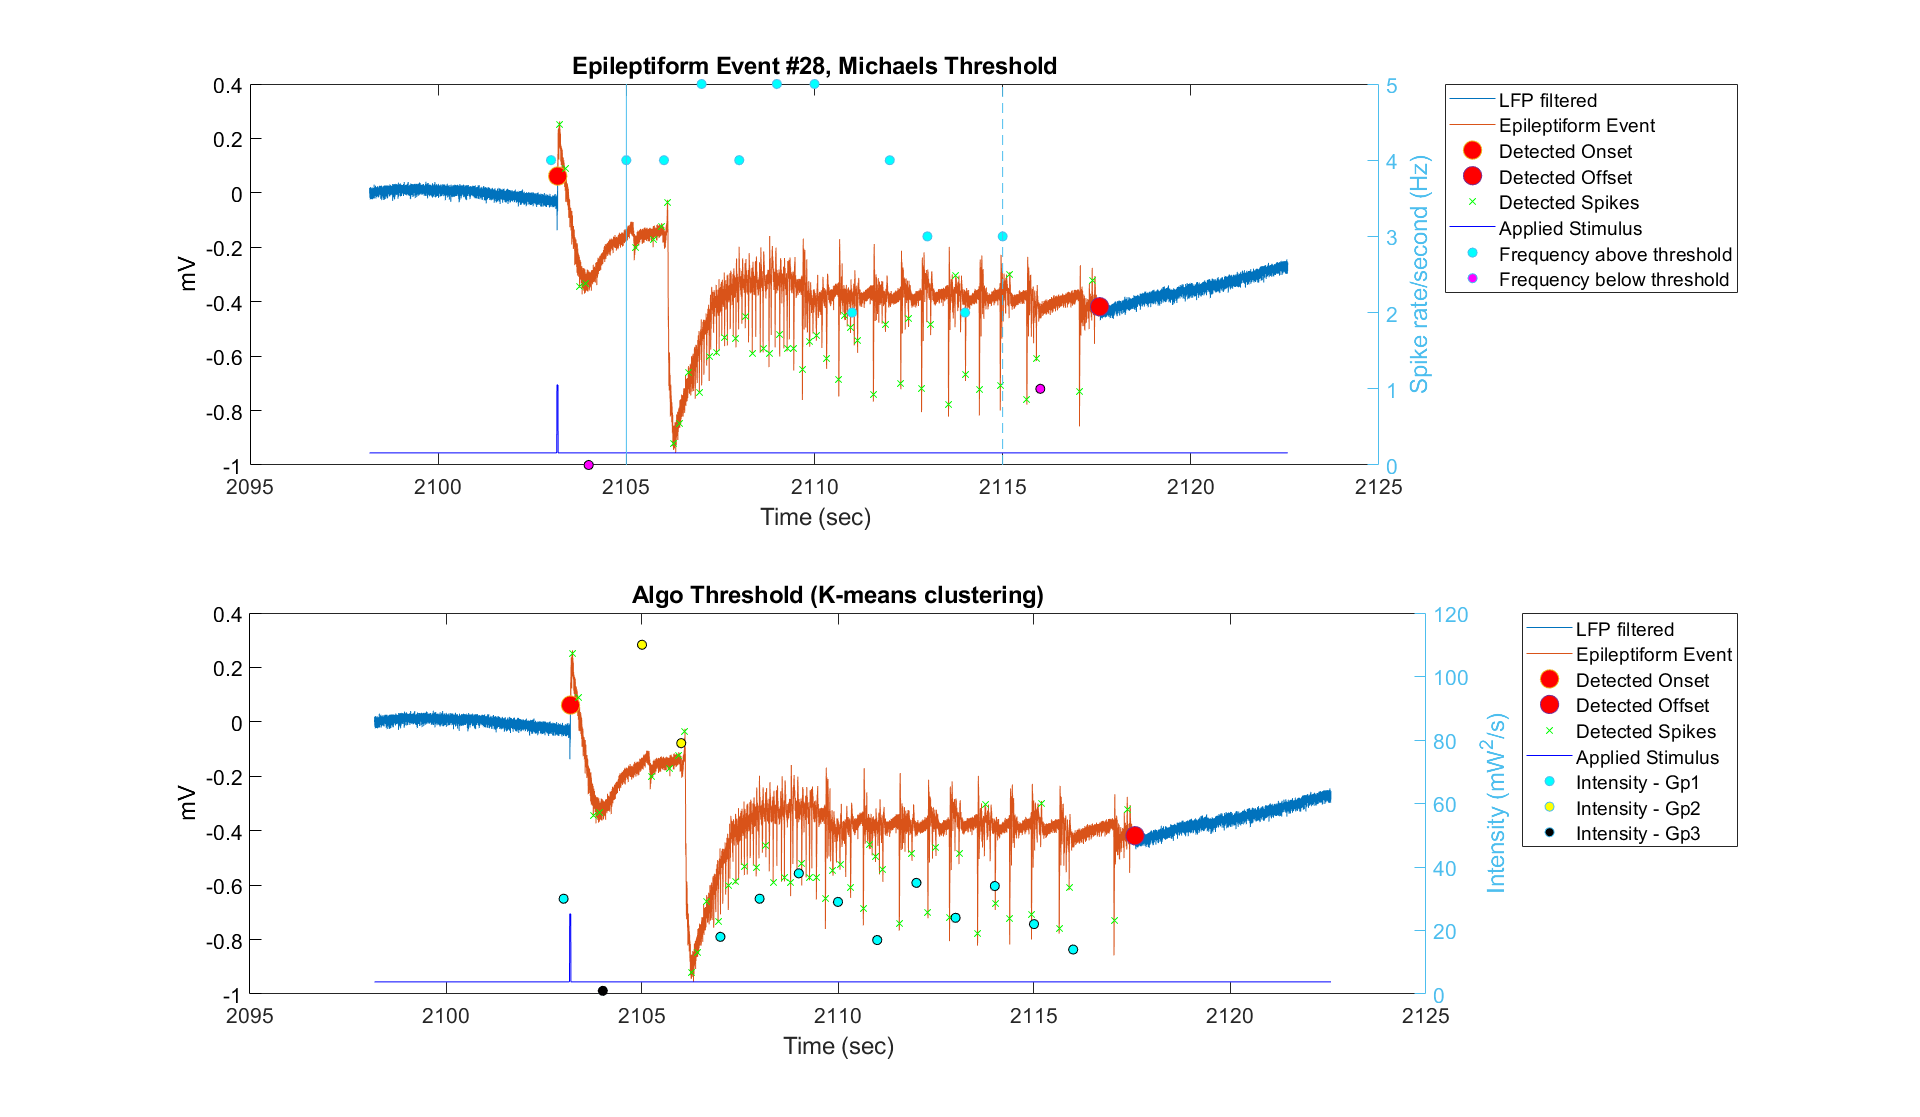 Epileptiform Event #28, Michaels Threshold
0.4
0.2
0
-0.2
-0.4
-0.6
-0.8
-1
mV
2095 2100 2105 2110 2115 2120 2125
Time (sec)
5
4
3
2
1
0
Spike rate/second (Hz)
LFP filtered
Epileptiform Event
Detected Onset
Detected Offset
Detected Spikes
Applied Stimulus
Frequency above threshold
Frequency below threshold
Algo Threshold (K-means clustering)
0.4
0.2
0
-0.2
-0.4
-0.6
-0.8
-1
mV
2095 2100 2105 2110 2115 2120 2125
Time (sec)
120
100
80
60
40
20
0
Intensity (mW²/s)
LFP filtered
Epileptiform Event
Detected Onset
Detected Offset
Detected Spikes
Applied Stimulus
Intensity - Gp1
Intensity - Gp2
Intensity - Gp3